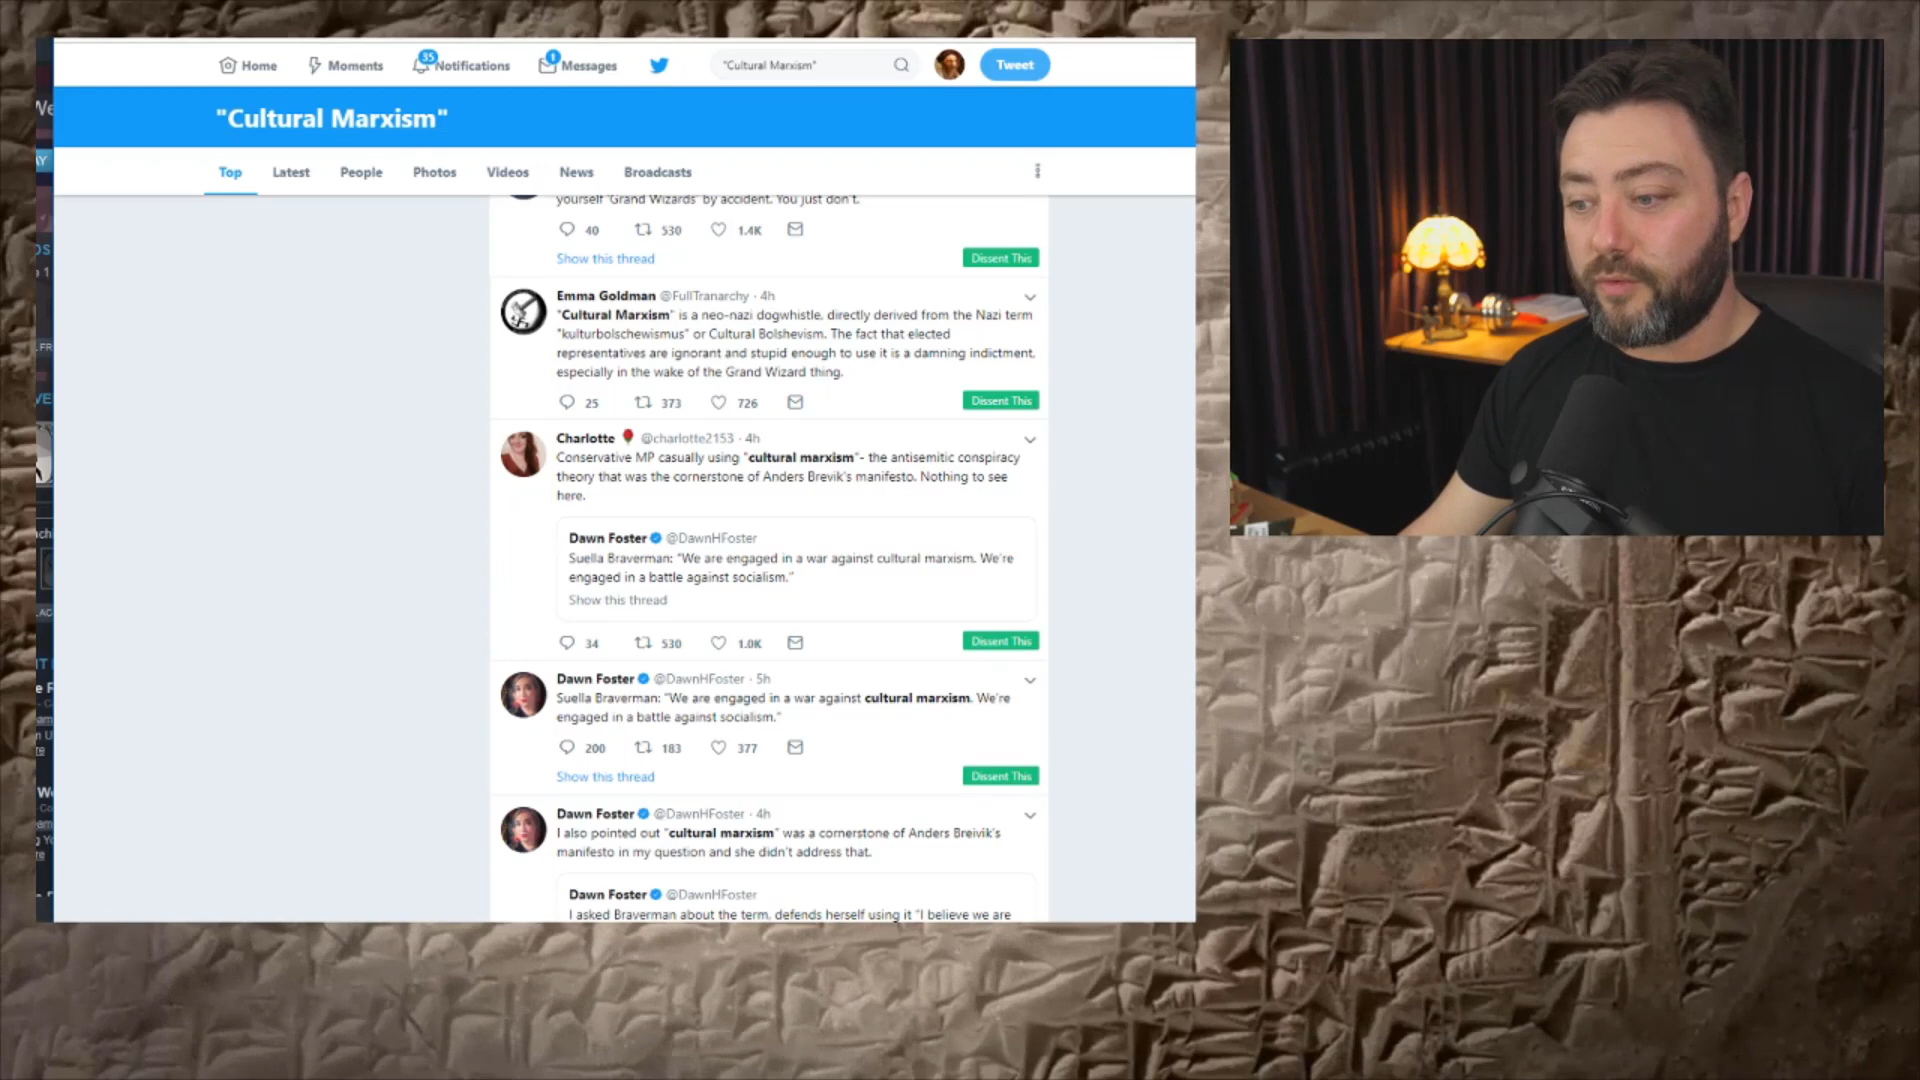 Home
Moments
35
Notifications
1
Messages
"Cultural Marxism"
Tweet
"Cultural Marxism"
Top
Latest
People
Photos
Videos
News
Broadcasts
yourself "Grand Wizards" by accident. You just don't.
40 530 1.4K
Show this thread
Dissent This
Emma Goldman @FullTranarchy · 4h
"Cultural Marxism" is a neo-nazi dogwhistle, directly derived from the Nazi term
"kulturbolschewismus" or Cultural Bolshevism. The fact that elected
representatives are ignorant and stupid enough to use it is a damning indictment,
especially in the wake of the Grand Wizard thing.
25 373 726
Dissent This
Charlotte @charlotte2153 · 4h
Conservative MP casually using "cultural marxism"- the antisemitic conspiracy
theory that was the cornerstone of Anders Brevik's manifesto. Nothing to see
here.
Dawn Foster @DawnHFoster
Suella Braverman: "We are engaged in a war against cultural marxism. We're
engaged in a battle against socialism."
Show this thread
34 530 1.0K
Dissent This
Dawn Foster @DawnHFoster · 5h
Suella Braverman: "We are engaged in a war against cultural marxism. We're
engaged in a battle against socialism."
200 183 377
Show this thread
Dissent This
Dawn Foster @DawnHFoster · 4h
I also pointed out "cultural marxism" was a cornerstone of Anders Breivik's
manifesto in my question and she didn't address that.
Dawn Foster @DawnHFoster
I asked Braverman about the term, defends herself using it "I believe we are